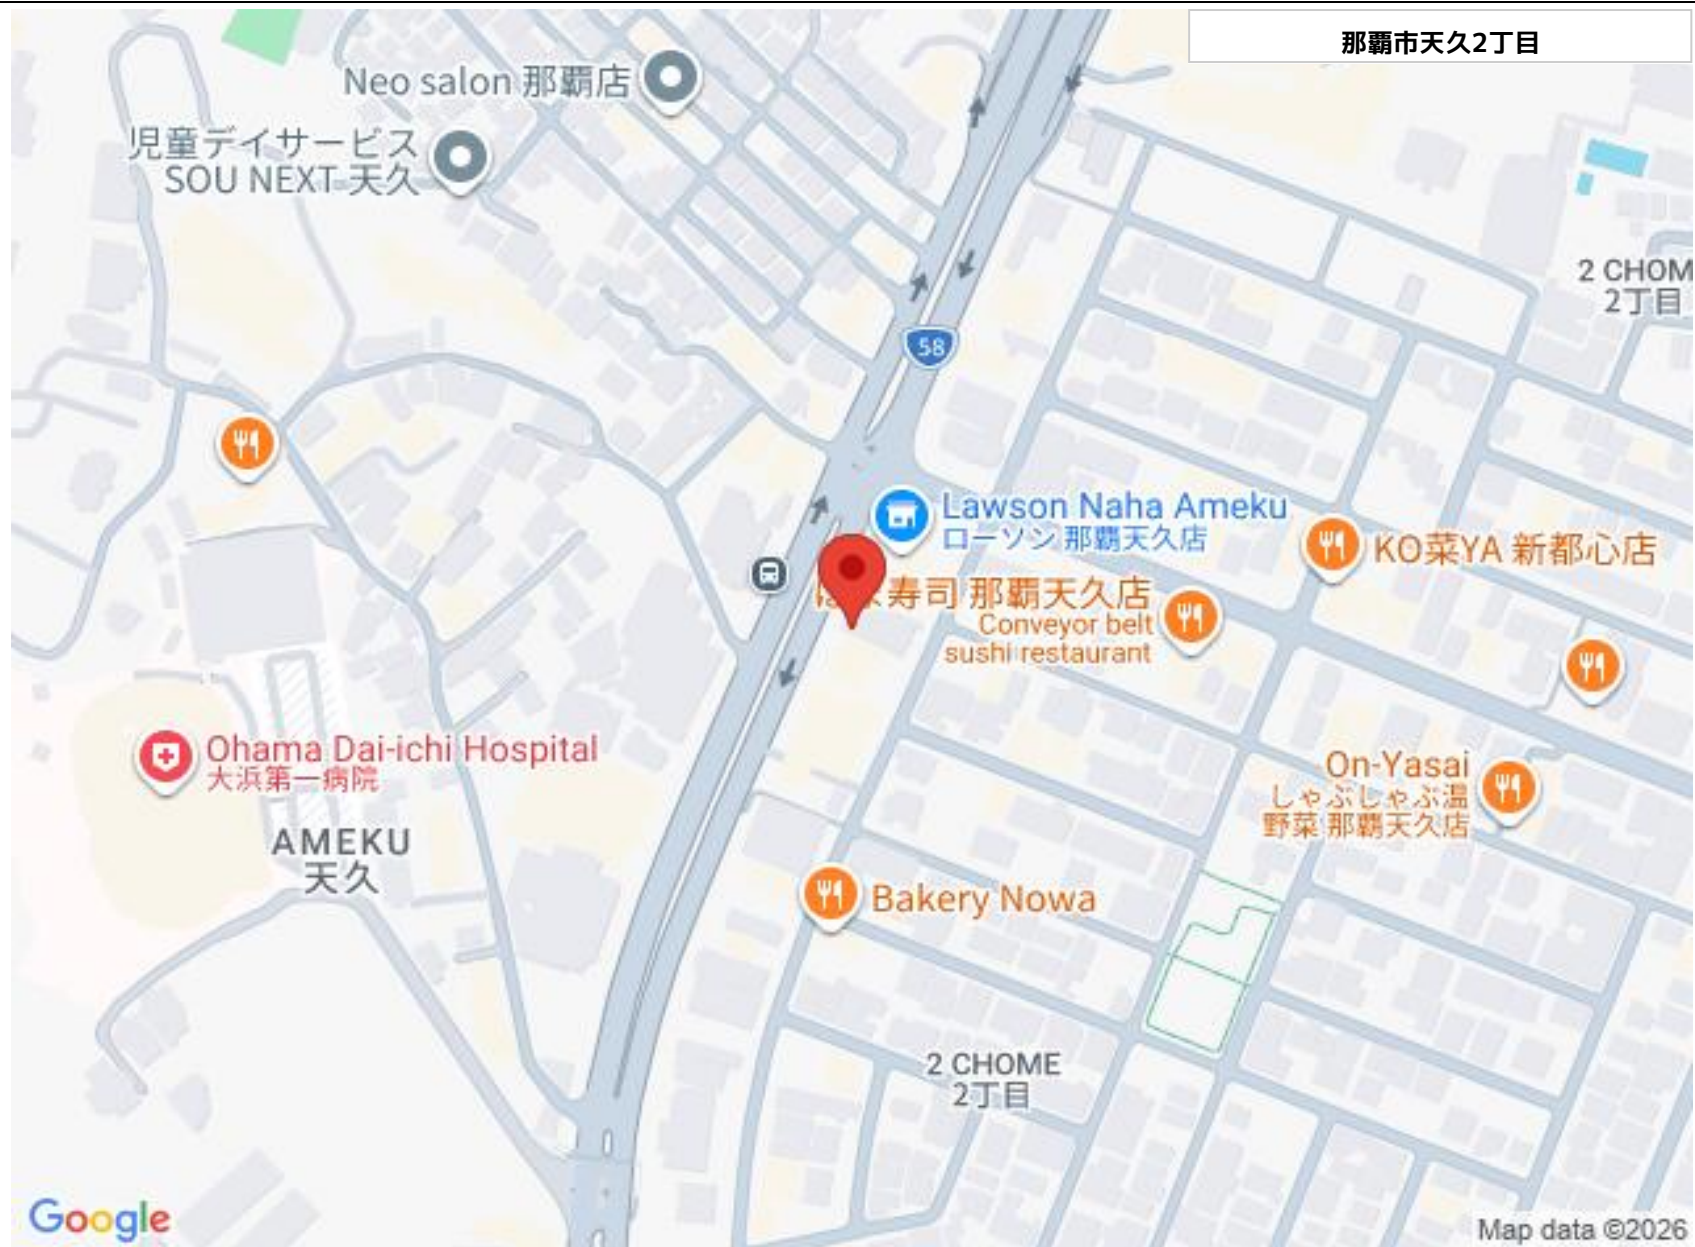 那覇市天久2丁目
Neo salon 那覇店
児童デイサービス
SOU NEXT 天久
2 CHOM
2丁目
58
Lawson Naha Ameku
ローソン 那覇天久店
KO菜YA 新都心店
寿司 那覇天久店
Conveyor belt
sushi restaurant
Ohama Dai-ichi Hospital
大浜第一病院
On-Yasai
しゃぶしゃぶ温
野菜 那覇天久店
AMEKU
天久
Bakery Nowa
2 CHOME
2丁目
Google
Map data ©2026